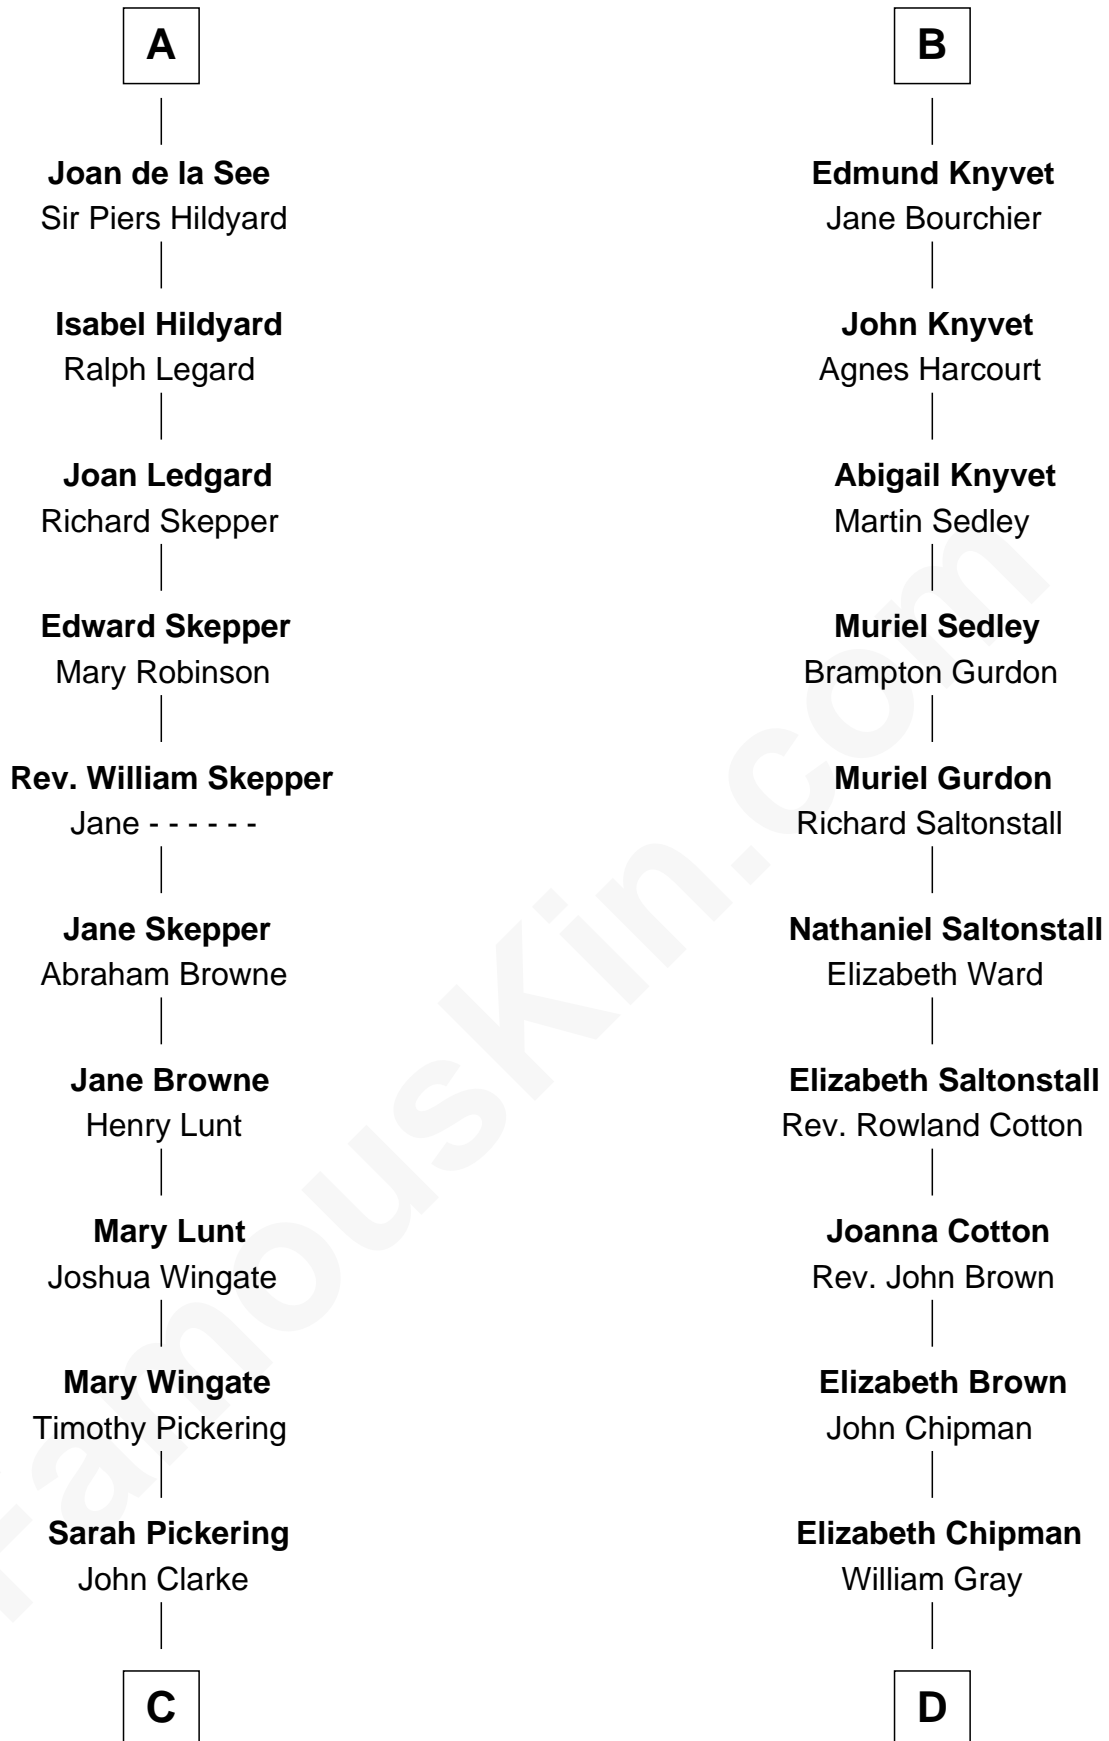 A
Joan de la See
Sir Piers Hildyard
Isabel Hildyard
Ralph Legard
Joan Ledgard
Richard Skepper
Edward Skepper
Mary Robinson
Rev. William Skepper
Jane - - - - - -
Jane Skepper
Abraham Browne
Jane Browne
Henry Lunt
Mary Lunt
Joshua Wingate
Mary Wingate
Timothy Pickering
Sarah Pickering
John Clarke
C
B
Edmund Knyvet
Jane Bourchier
John Knyvet
Agnes Harcourt
Abigail Knyvet
Martin Sedley
Muriel Sedley
Brampton Gurdon
Muriel Gurdon
Richard Saltonstall
Nathaniel Saltonstall
Elizabeth Ward
Elizabeth Saltonstall
Rev. Rowland Cotton
Joanna Cotton
Rev. John Brown
Elizabeth Brown
John Chipman
Elizabeth Chipman
William Gray
D
FamousKin.com